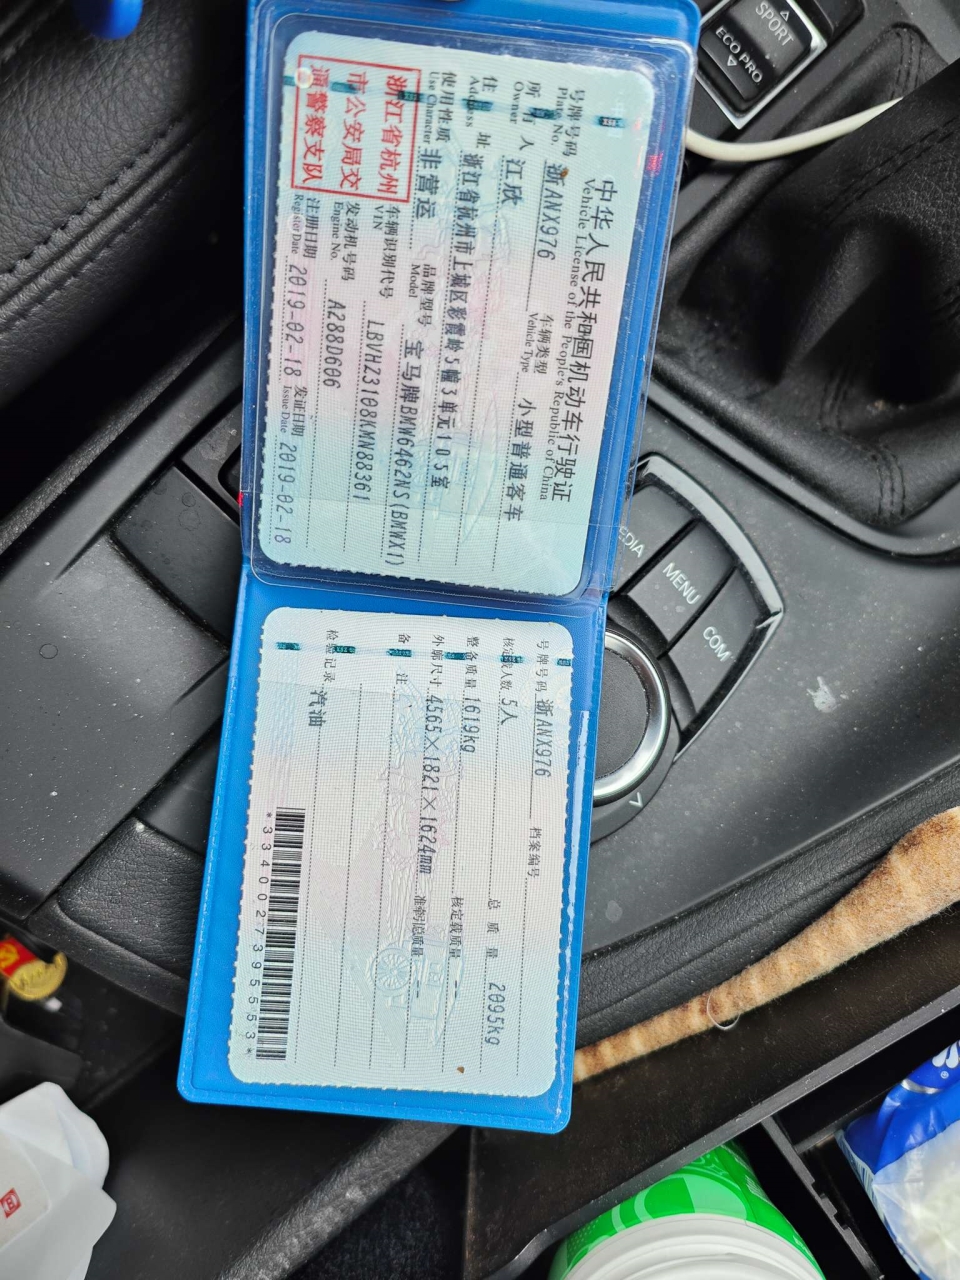 中华人民共和国机动车行驶证
Vehicle License of the People's Republic of China
号牌号码 浙ANX976 车辆类型 小型普通客车
Plate No. Vehicle Type
所有人 江欣
Owner
住址 浙江省杭州市上城区彩霞岭5幢3单元105室
Address
使用性质 非营运 品牌型号 宝马牌BMW6462NS(BMWX1)
Use Character Model
浙江省杭州市公安局交通警察支队
车辆识别代号 LBVHZ3108KMN88361
VIN
发动机号码 A288D606
Engine No.
注册日期 2019-02-18 发证日期 2019-02-18
Register Date Issue Date
号牌号码 浙ANX976 档案编号
核定载人数 5人 总质量 2095kg
整备质量 1619kg 核定载质量 --
外廓尺寸 4565×1821×1624mm 准牵引总质量 --
备注
检验记录 汽油
*3340027395553*
SPORT
ECO PRO
MENU
COM